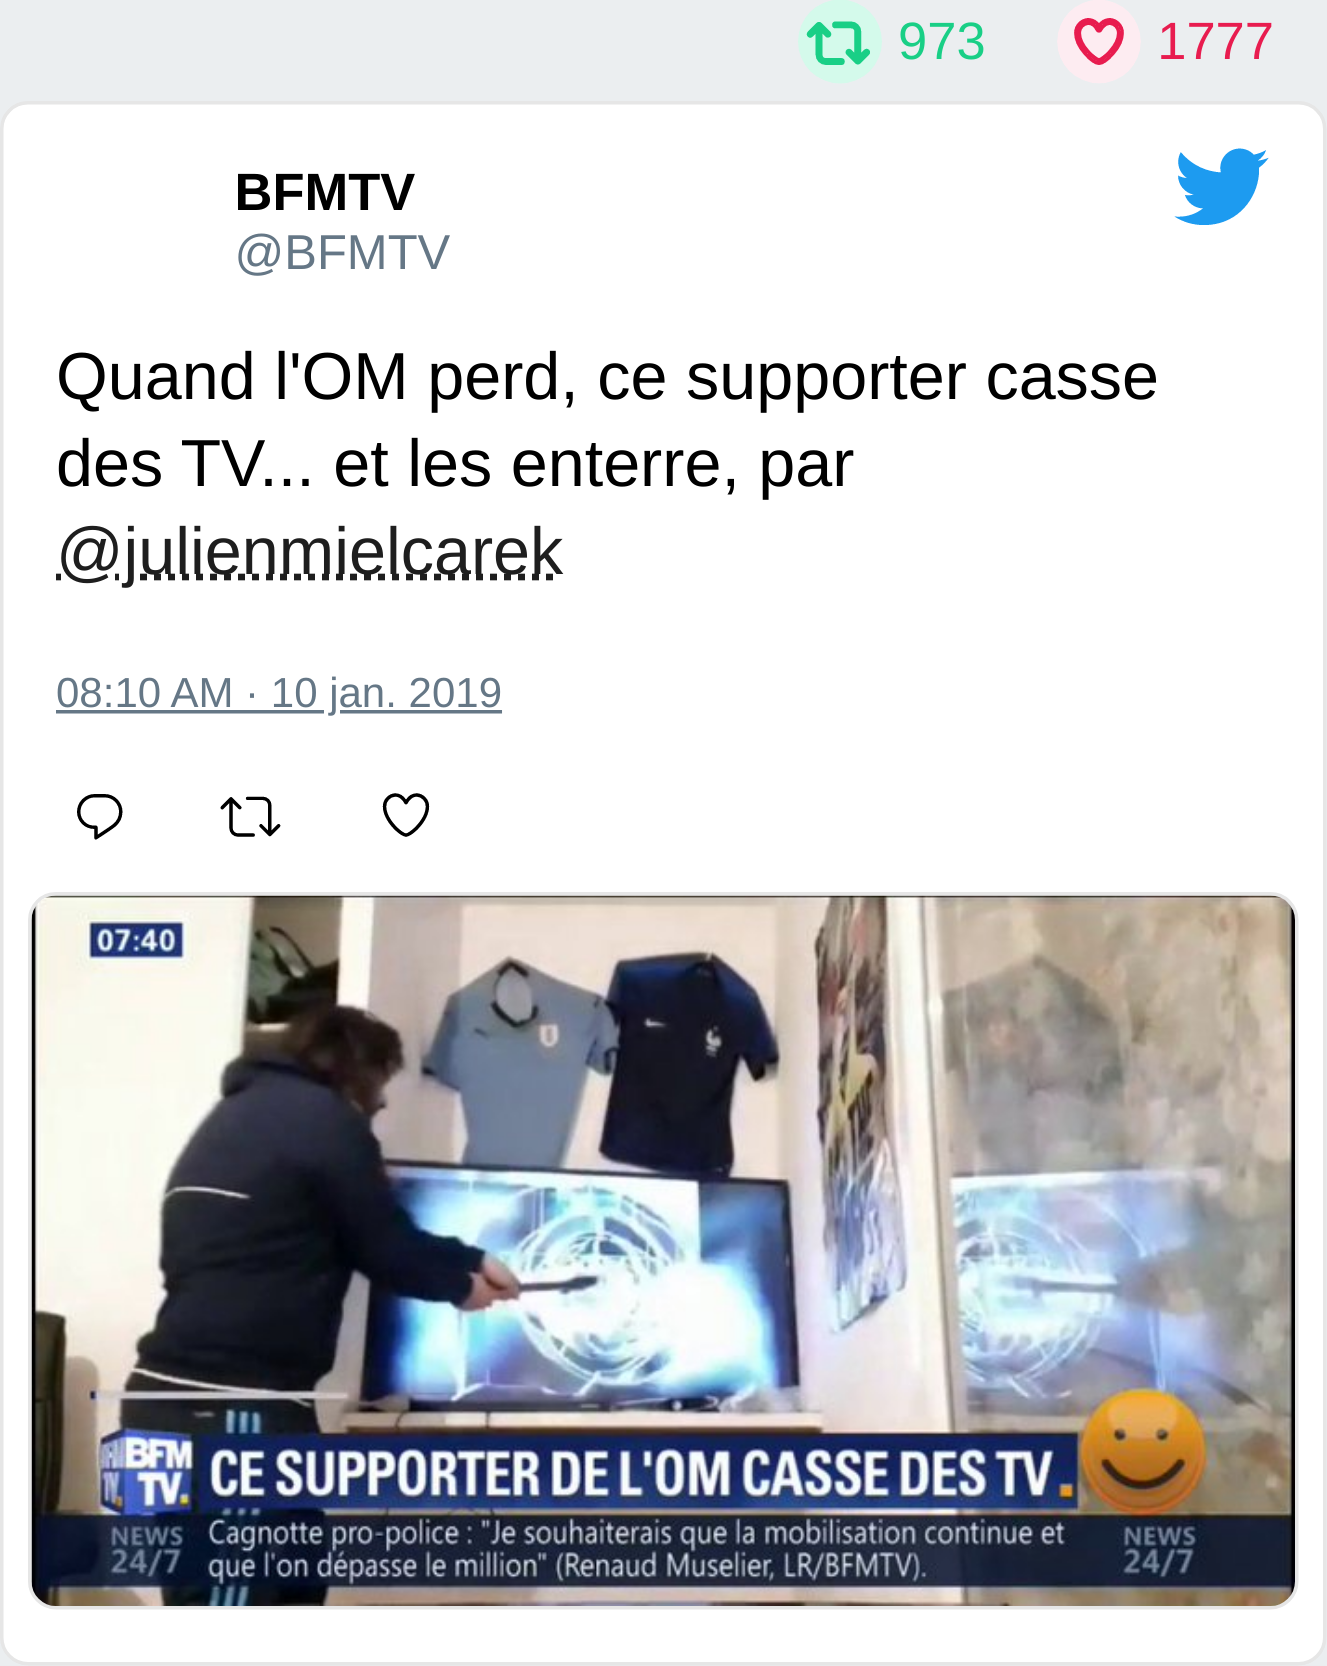 973 1777
BFMTV
@BFMTV
Quand l'OM perd, ce supporter casse
des TV... et les enterre, par
@julienmielcarek
08:10 AM · 10 jan. 2019
07:40
BFM
TV.
CE SUPPORTER DE L'OM CASSE DES TV.
NEWS
24/7
Cagnotte pro-police : "Je souhaiterais que la mobilisation continue et
que l'on dépasse le million" (Renaud Muselier, LR/BFMTV).
NEWS
24/7